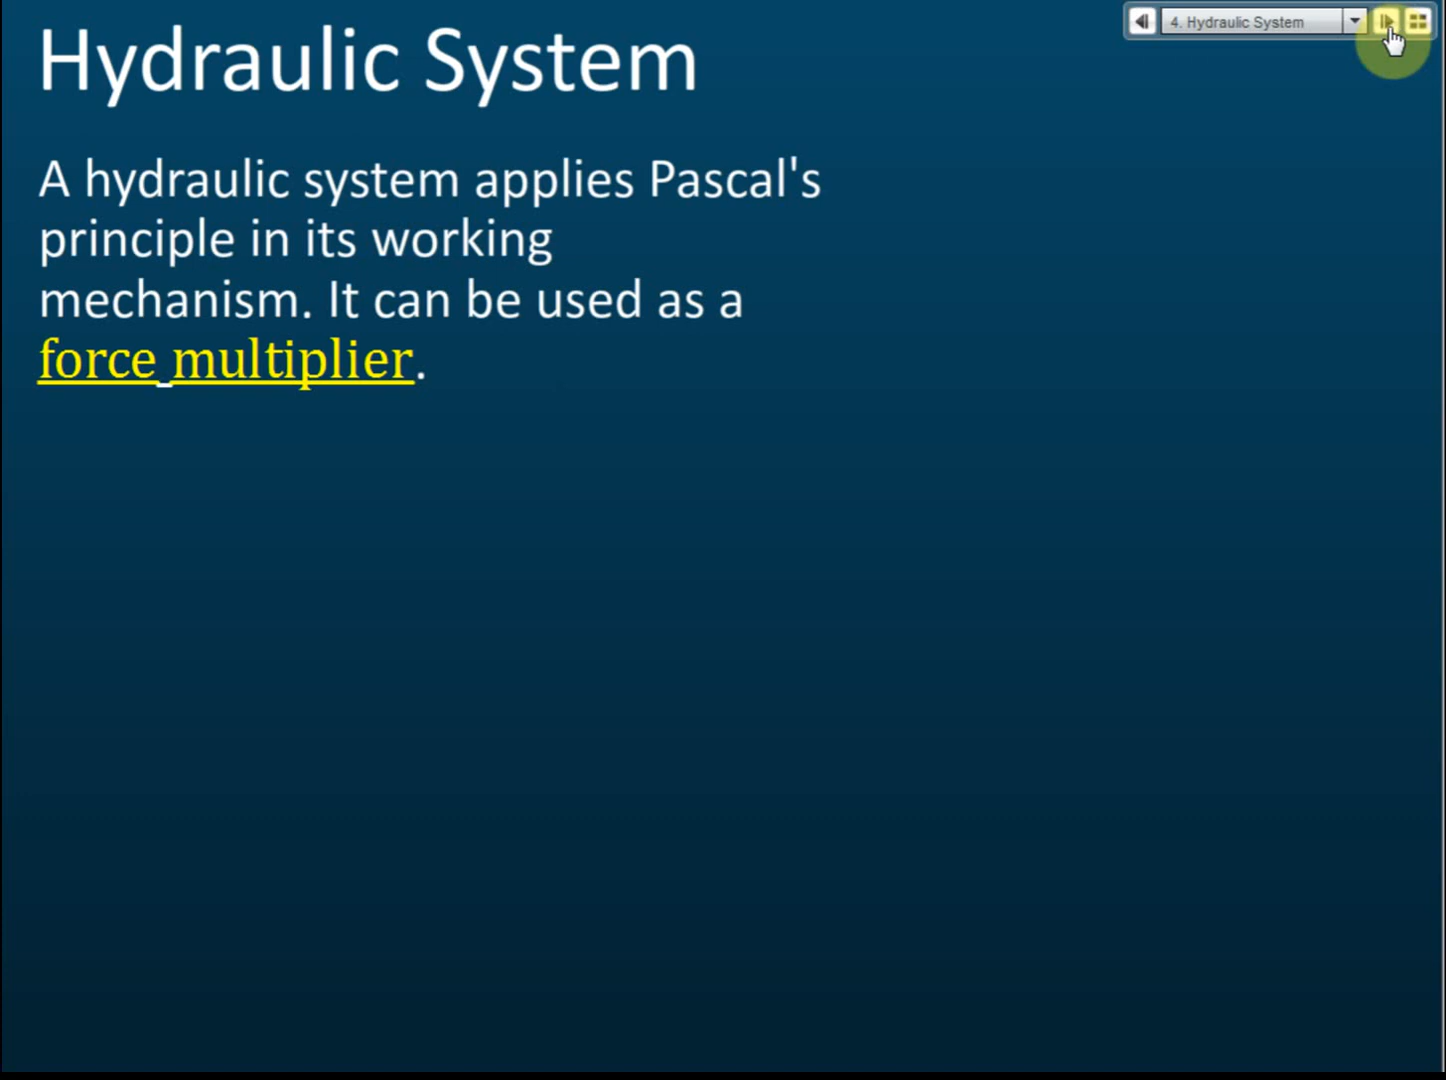 4. Hydraulic System
Hydraulic System
A hydraulic system applies Pascal's
principle in its working
mechanism. It can be used as a
force multiplier.